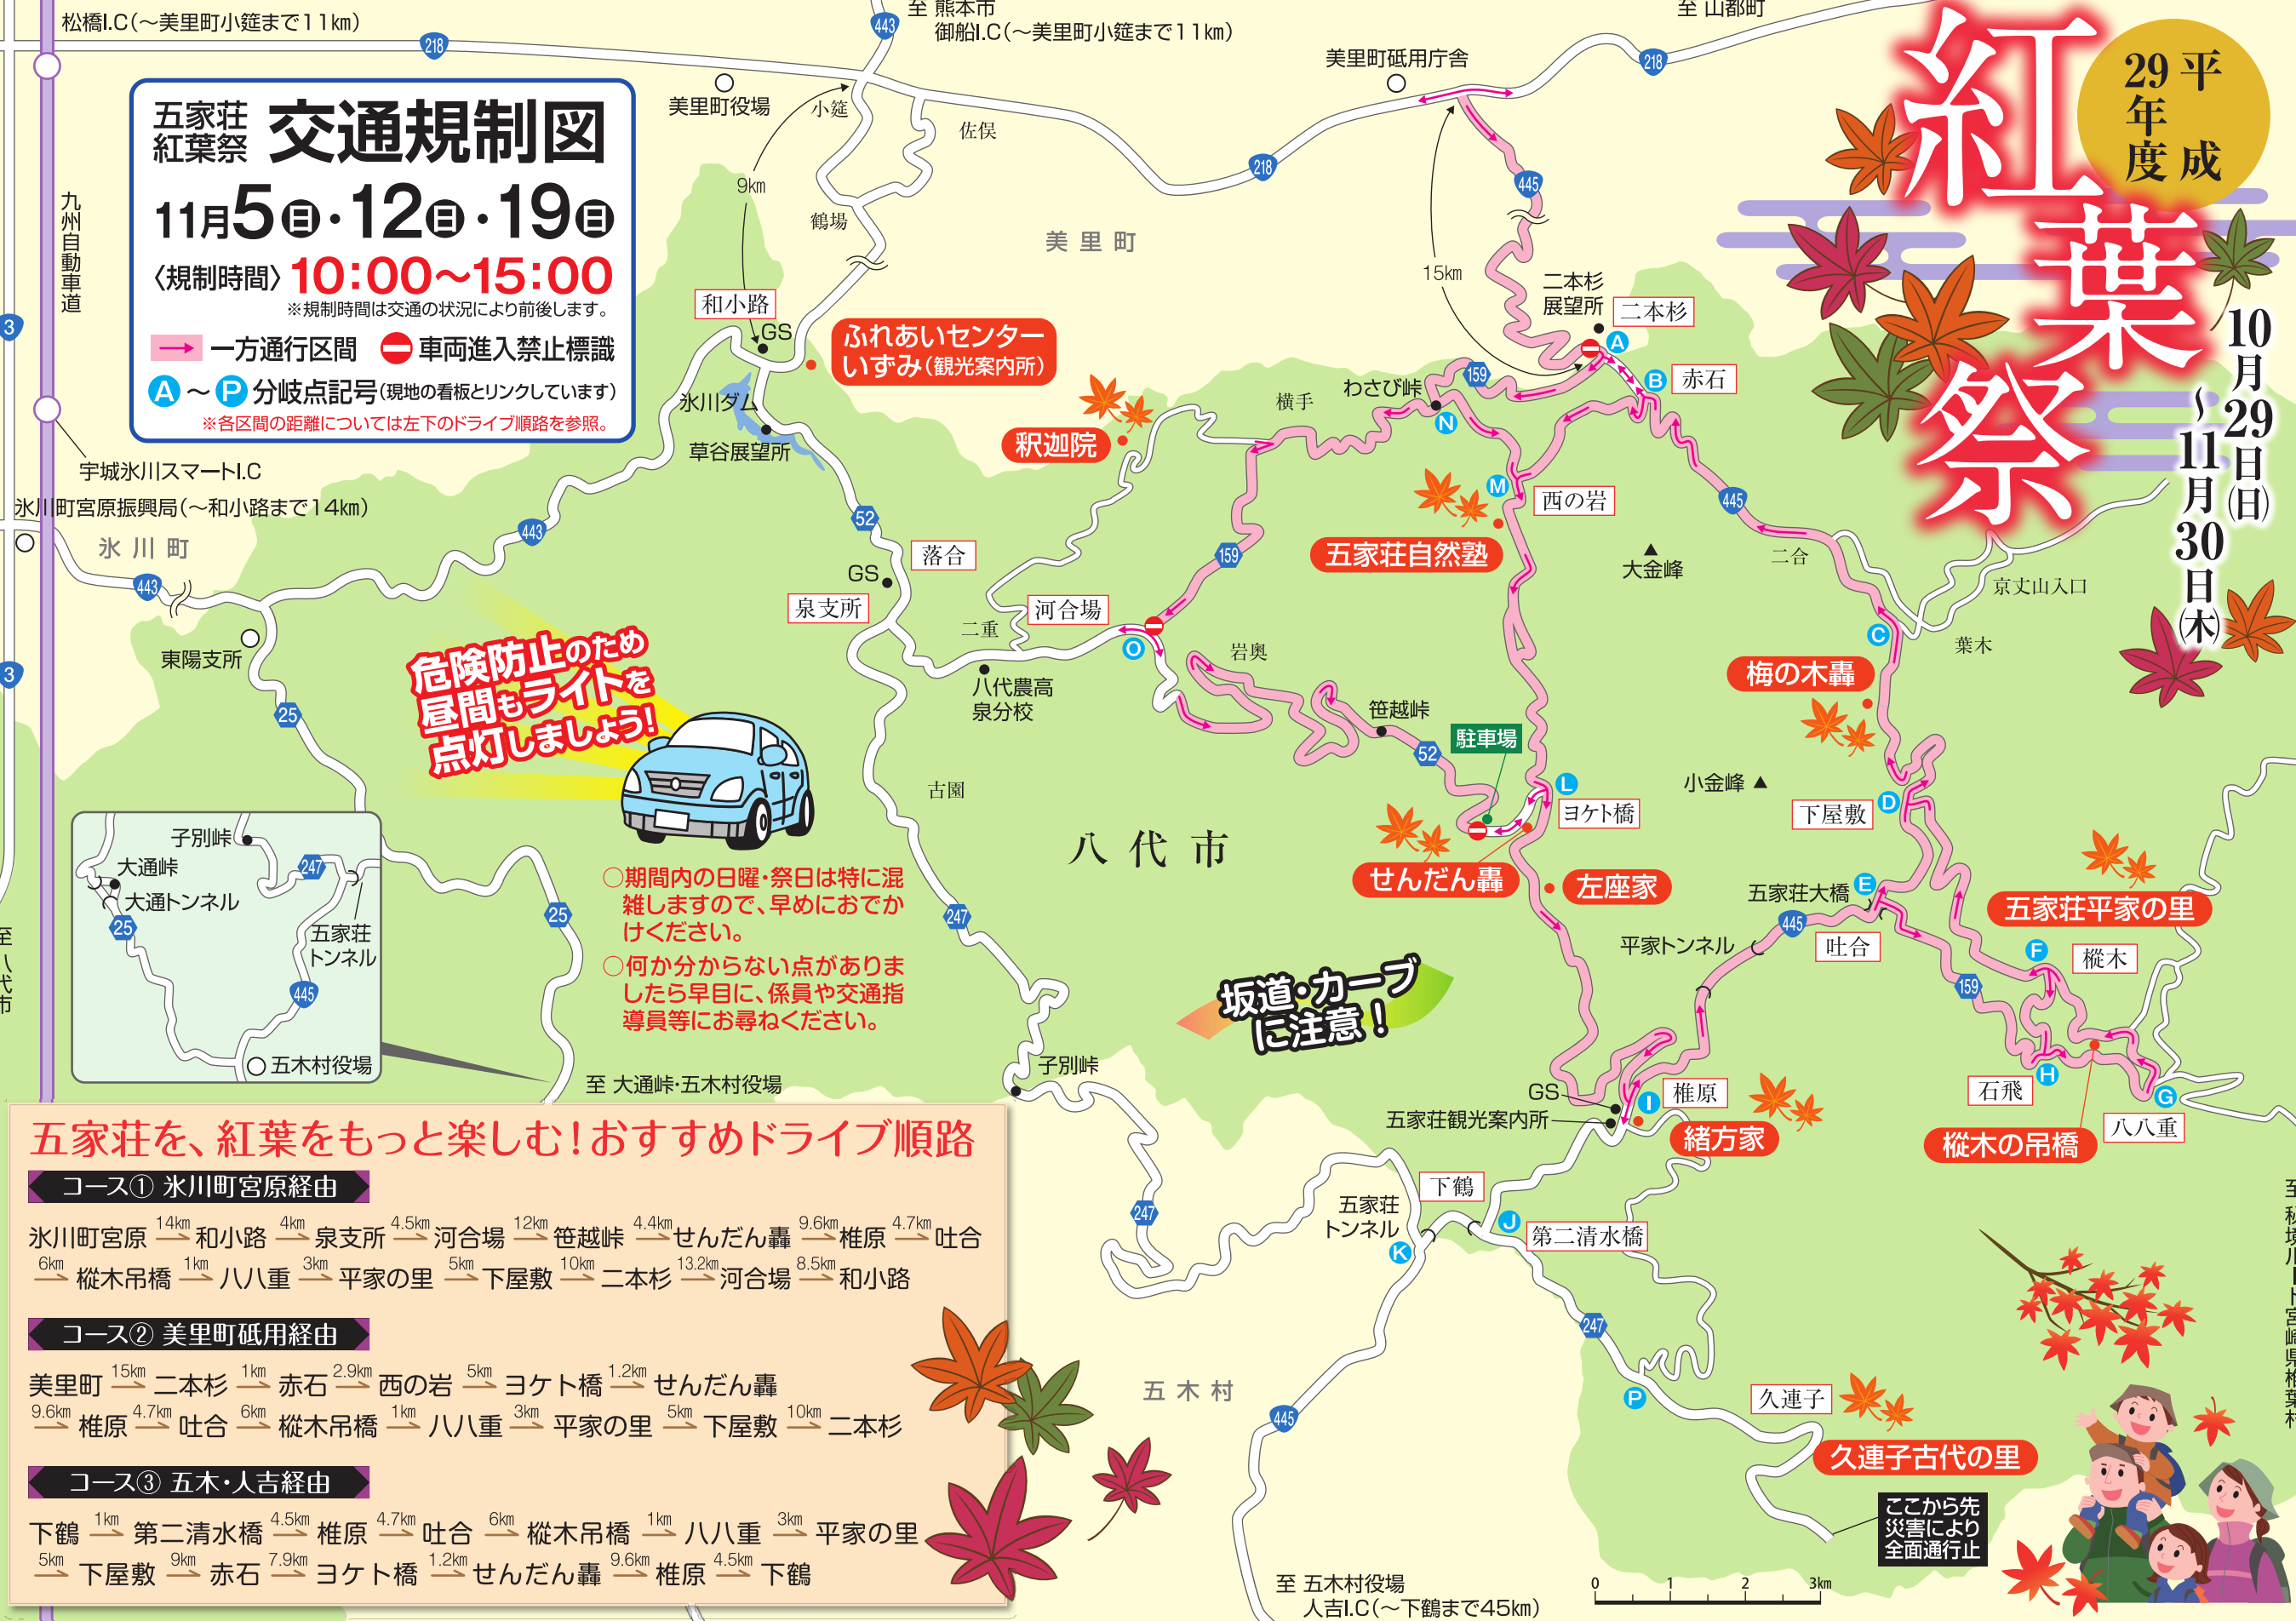 松橋I.C(～美里町小筵まで11㎞)
至 熊本市
御船I.C(～美里町小筵まで11㎞)
至 山都町
平成
29年度
紅葉祭
10月29日(日)
～11月30日(木)
五家荘
紅葉祭
交通規制図
11月5日・12日・19日
〈規制時間〉10：00～15：00
※規制時間は交通の状況により前後します。
一方通行区間
車両進入禁止標識
A～P 分岐点記号(現地の看板とリンクしています)
※各区間の距離については左下のドライブ順路を参照。
218
443
美里町役場
小筵
佐俣
9km
鶴場
美里町砥用庁舎
218
218
445
美里町
15km
二本杉
展望所
二本杉
A
B
赤石
九州自動車道
3
3
宇城氷川スマートI.C
氷川町宮原振興局(～和小路まで14㎞)
氷川町
443
443
和小路
GS
ふれあいセンター
いずみ(観光案内所)
氷川ダム
草谷展望所
釈迦院
横手
わさび峠
159
N
M
西の岩
五家荘自然塾
445
大金峰
二合
京丈山入口
C
葉木
梅の木轟
52
落合
GS
泉支所
二重
河合場
159
O
岩奥
八代農高
泉分校
笹越峠
52
駐車場
L
ヨケト橋
小金峰
D
下屋敷
せんだん轟
左座家
東陽支所
25
危険防止のため
昼間もライトを
点灯しましょう!
古園
八代市
五家荘大橋
E
五家荘平家の里
445
平家トンネル
吐合
F
樅木
159
子別峠
大通峠
大通トンネル
247
25
五家荘
トンネル
445
五木村役場
至 八代市
25
247
○期間内の日曜・祭日は特に混
雑しますので、早めにおでか
けください。
○何か分からない点がありま
したら早目に、係員や交通指
導員等にお尋ねください。
坂道・カーブ
に注意!
至 大通峠・五木村役場
子別峠
GS
五家荘観光案内所
I
椎原
緒方家
石飛
H
G
八八重
樅木の吊橋
247
五家荘
トンネル
下鶴
J
K
第二清水橋
247
P
久連子
久連子古代の里
ここから先
災害により
全面通行止
五木村
445
至 五木村役場
人吉I.C(～下鶴まで45㎞)
0 1 2 3km
五家荘を、紅葉をもっと楽しむ!おすすめドライブ順路
コース① 氷川町宮原経由
氷川町宮原 14km 和小路 4km 泉支所 4.5km 河合場 12km 笹越峠 4.4km せんだん轟 9.6km 椎原 4.7km 吐合
6km 樅木吊橋 1km 八八重 3km 平家の里 5km 下屋敷 10km 二本杉 13.2km 河合場 8.5km 和小路
コース② 美里町砥用経由
美里町 15km 二本杉 1km 赤石 2.9km 西の岩 5km ヨケト橋 1.2km せんだん轟
9.6km 椎原 4.7km 吐合 6km 樅木吊橋 1km 八八重 3km 平家の里 5km 下屋敷 10km 二本杉
コース③ 五木・人吉経由
下鶴 1km 第二清水橋 4.5km 椎原 4.7km 吐合 6km 樅木吊橋 1km 八八重 3km 平家の里
5km 下屋敷 9km 赤石 7.9km ヨケト橋 1.2km せんだん轟 9.6km 椎原 4.5km 下鶴